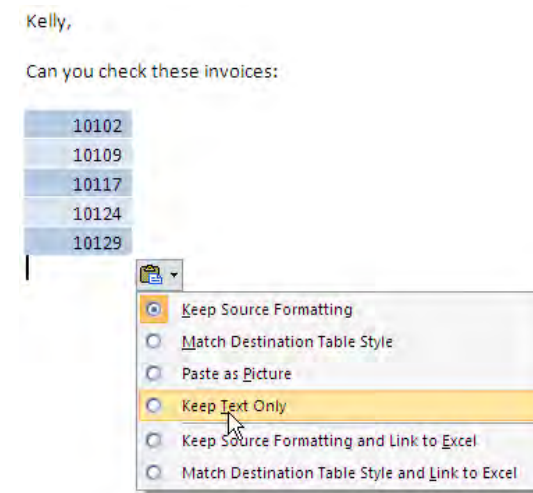 Kelly,
Can you check these invoices:
10102
10109
10117
10124
10129
Keep Source Formatting
Match Destination Table Style
Paste as Picture
Keep Text Only
Keep Source Formatting and Link to Excel
Match Destination Table Style and Link to Excel